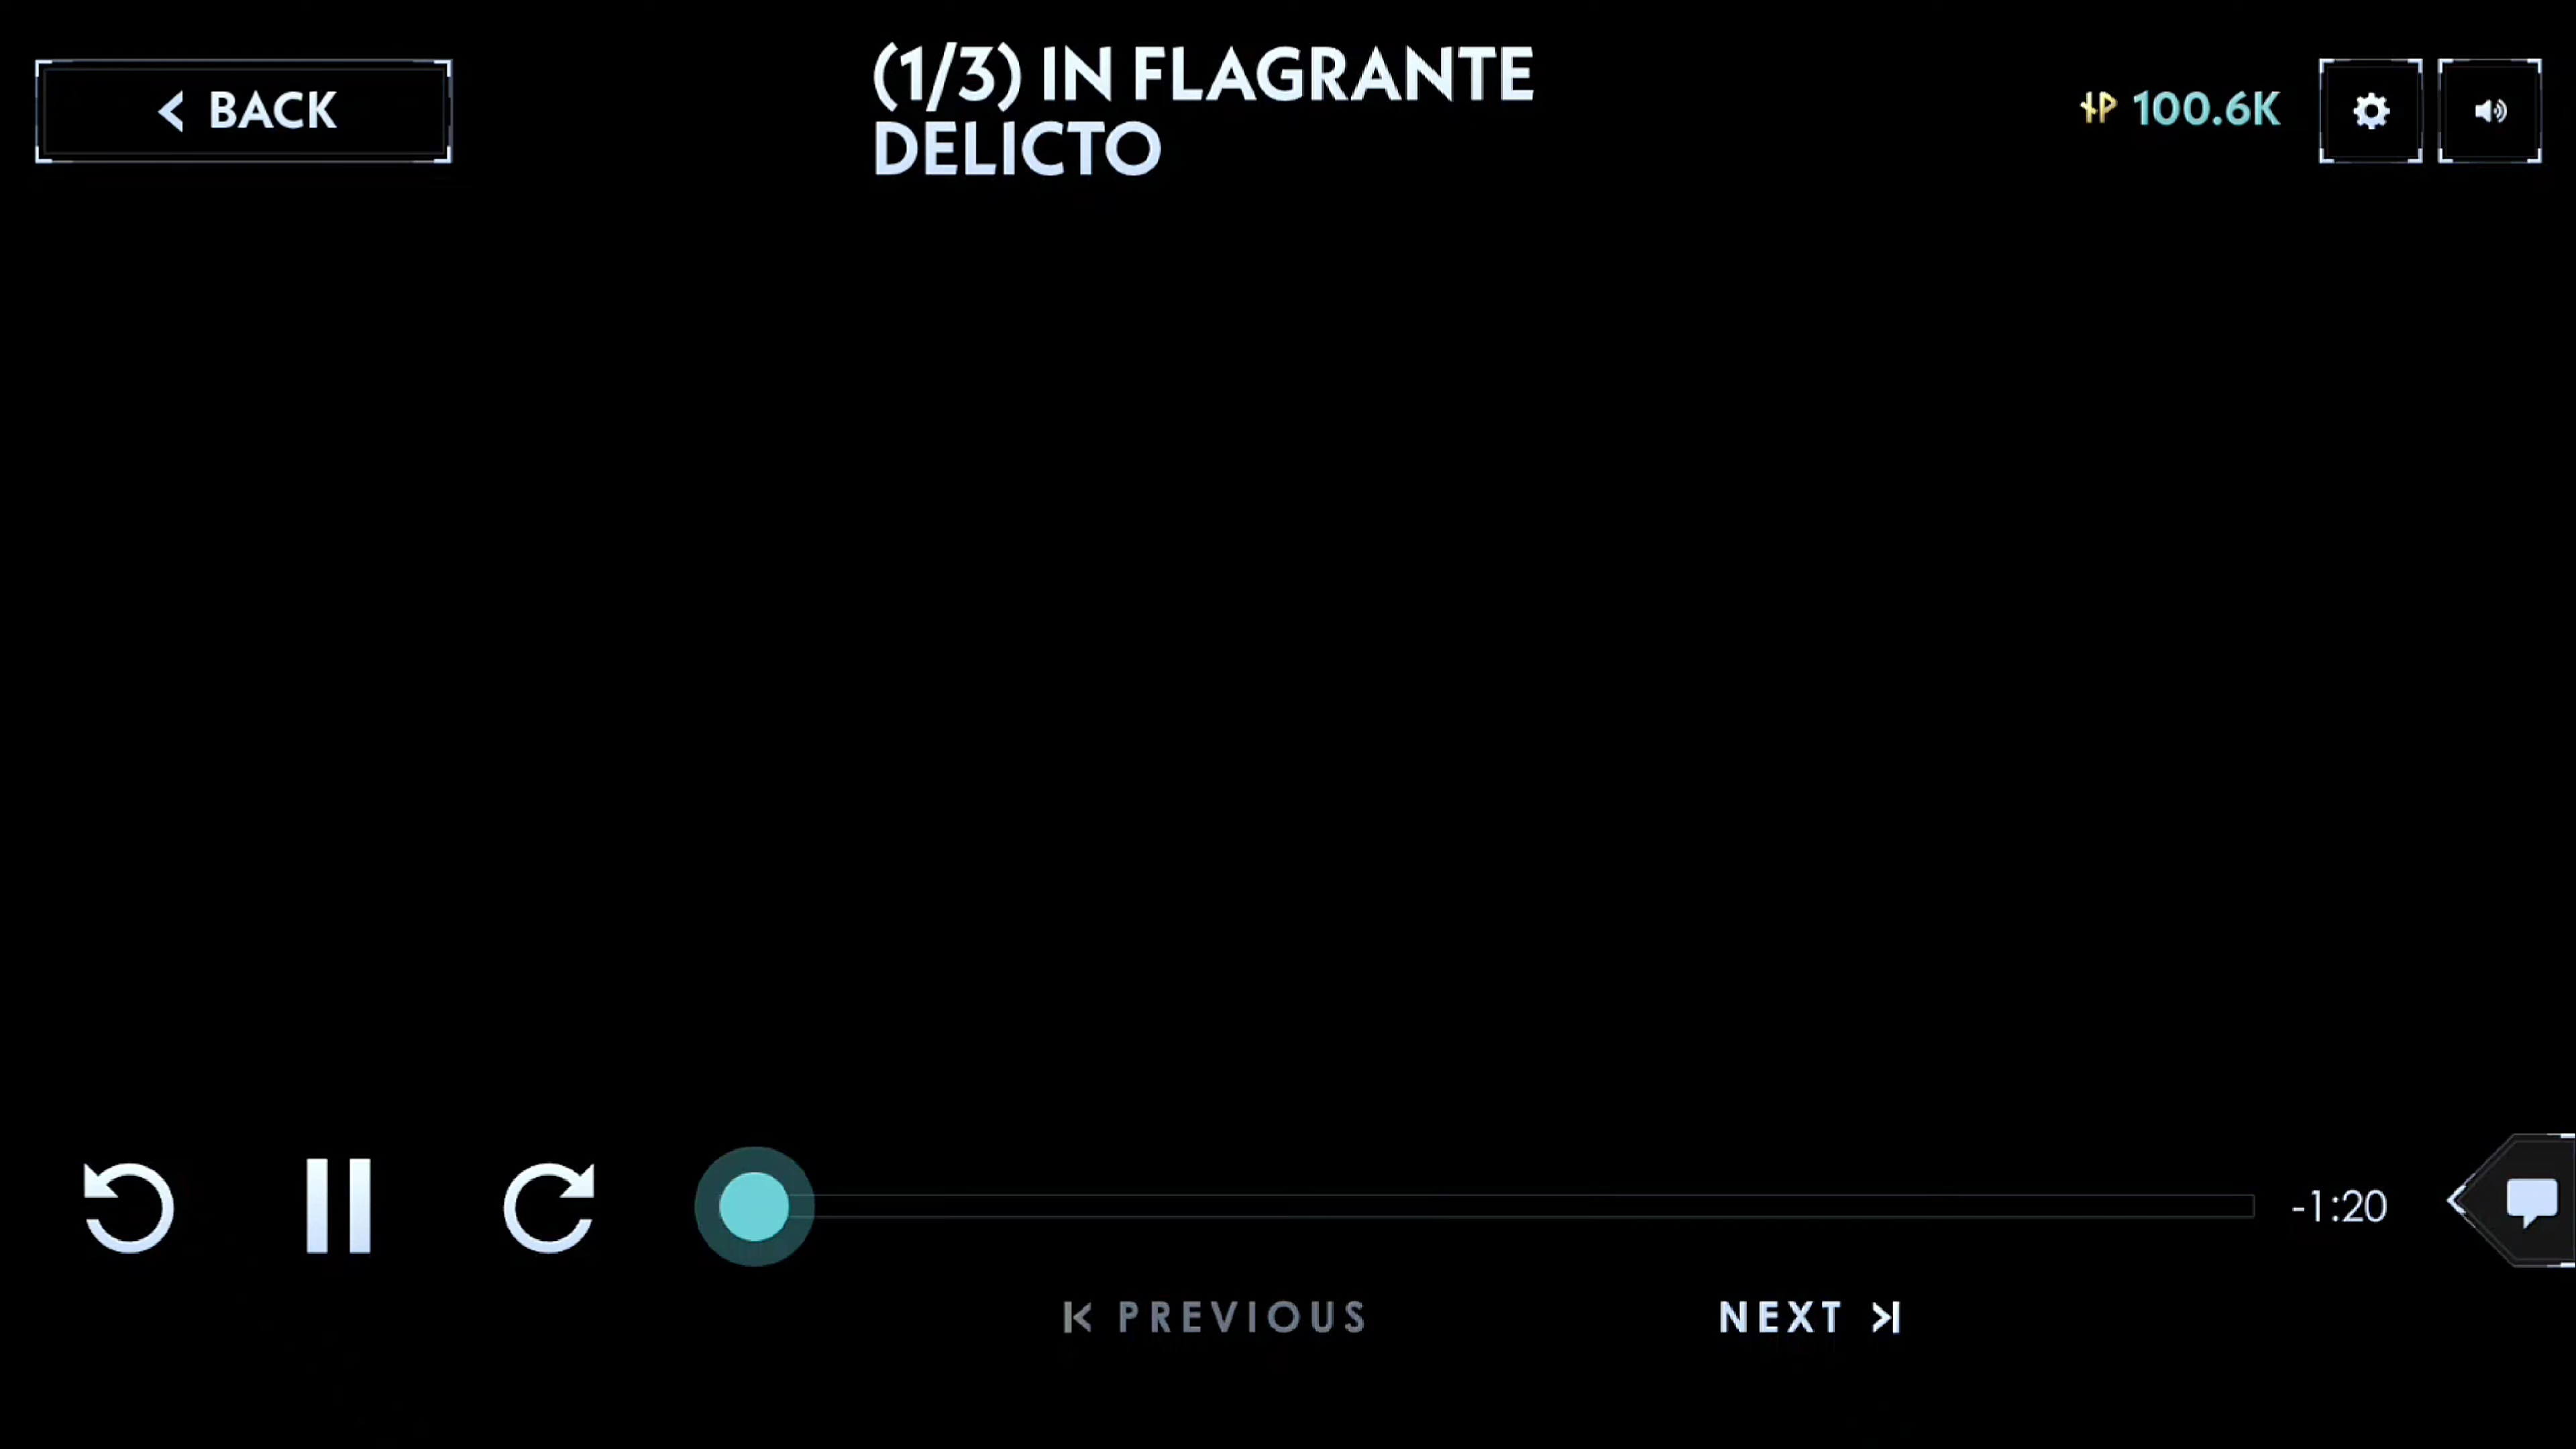 BACK
(1/3) IN FLAGRANTE
DELICTO
100.6K
-1:20
PREVIOUS
NEXT